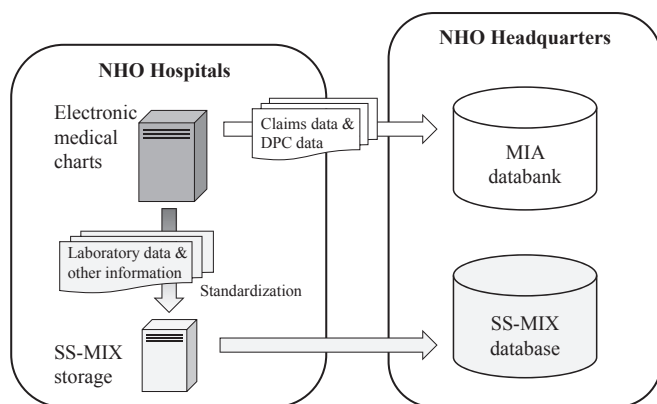 NHO Hospitals
Electronic
medical
charts
Claims data &
DPC data
Laboratory data &
other information
Standardization
SS-MIX
storage
NHO Headquarters
MIA
databank
SS-MIX
database